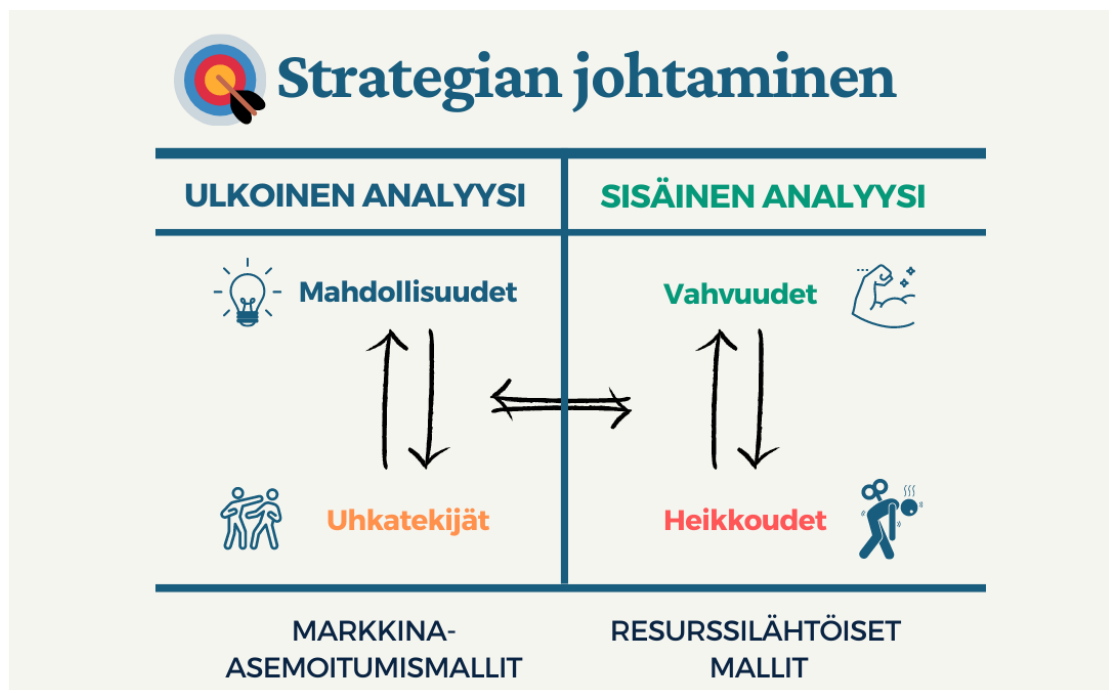 Strategian johtaminen
ULKOINEN ANALYYSI
SISÄINEN ANALYYSI
Mahdollisuudet
Vahvuudet
Uhkatekijät
Heikkoudet
MARKKINA-
ASEMOITUMISMALLIT
RESURSSILÄHTÖISET
MALLIT